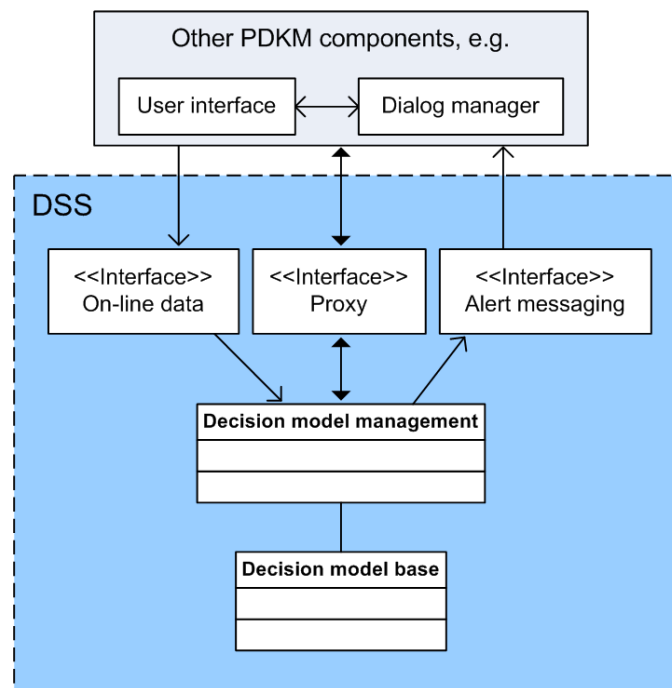 Other PDKM components, e.g.
User interface
Dialog manager
DSS
<<Interface>>
On-line data
<<Interface>>
Proxy
<<Interface>>
Alert messaging
Decision model management
Decision model base